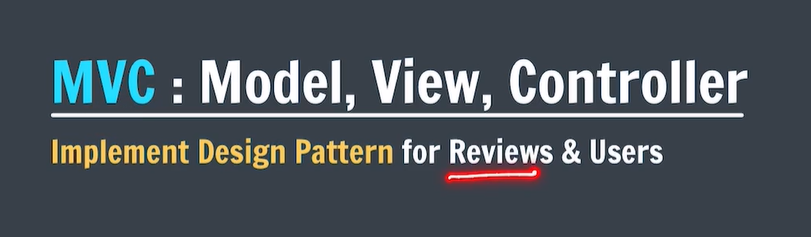 MVC : Model, View, Controller
Implement Design Pattern for Reviews & Users